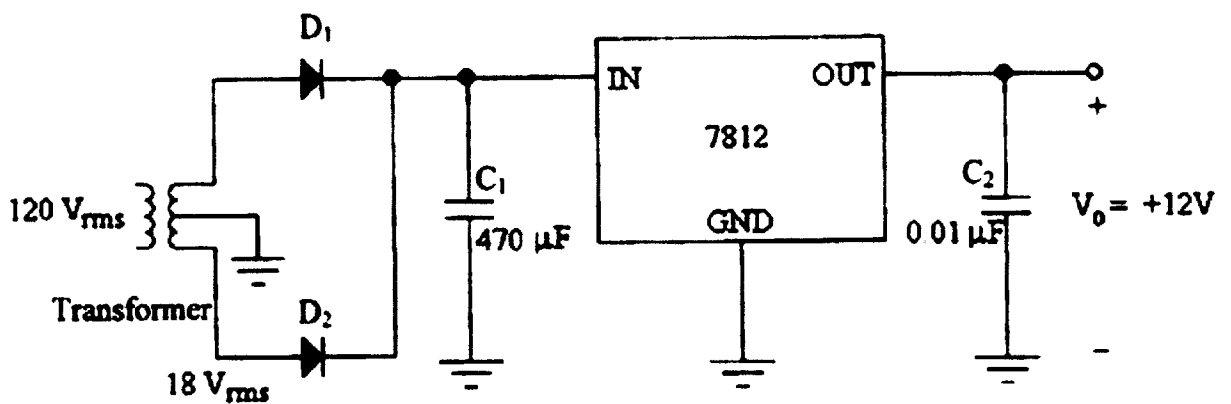 D₁
IN
OUT
7812
120 Vrms
C₁
470 µF
GND
C₂
0.01 µF
V₀ = +12V
+
-
Transformer
D₂
18 Vrms